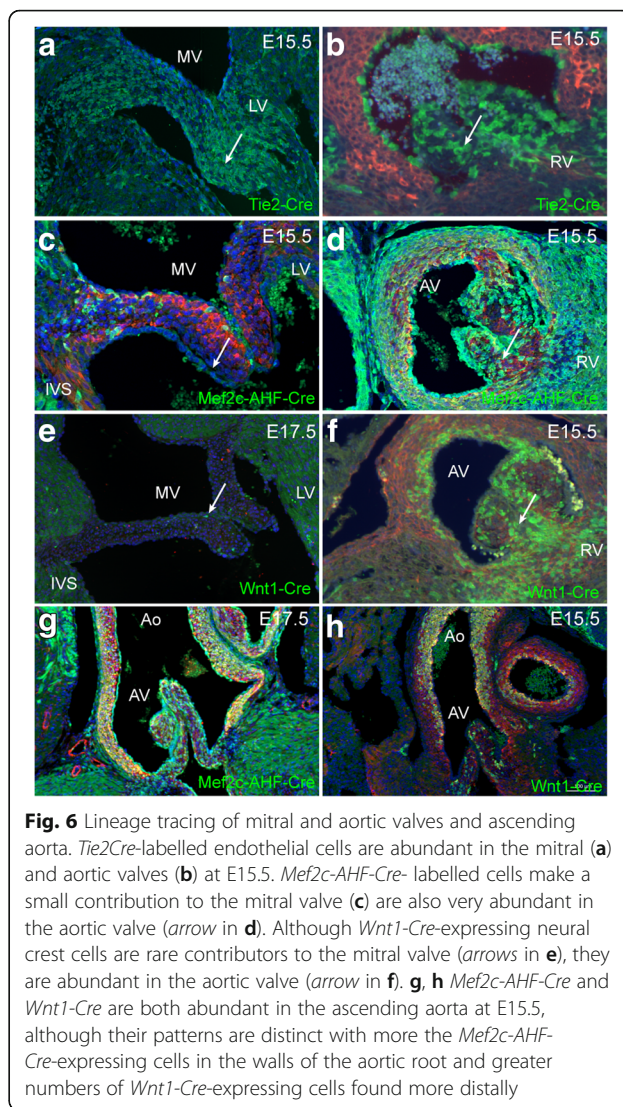 a
MV
E15.5
LV
Tie2-Cre
b
E15.5
RV
Tie2-Cre
c
E15.5
MV
LV
IVS
Mef2c-AHF-Cre
d
E15.5
AV
RV
Mef2c-AHF-Cre
e
E17.5
MV
LV
IVS
Wnt1-Cre
f
E15.5
AV
RV
Wnt1-Cre
g
Ao
E17.5
AV
Mef2c-AHF-Cre
h
E15.5
Ao
AV
Wnt1-Cre
Fig. 6 Lineage tracing of mitral and aortic valves and ascending
aorta. Tie2Cre-labelled endothelial cells are abundant in the mitral (a)
and aortic valves (b) at E15.5. Mef2c-AHF-Cre- labelled cells make a
small contribution to the mitral valve (c) are also very abundant in
the aortic valve (arrow in d). Although Wnt1-Cre-expressing neural
crest cells are rare contributors to the mitral valve (arrows in e), they
are abundant in the aortic valve (arrow in f). g, h Mef2c-AHF-Cre and
Wnt1-Cre are both abundant in the ascending aorta at E15.5,
although their patterns are distinct with more the Mef2c-AHF-
Cre-expressing cells in the walls of the aortic root and greater
numbers of Wnt1-Cre-expressing cells found more distally